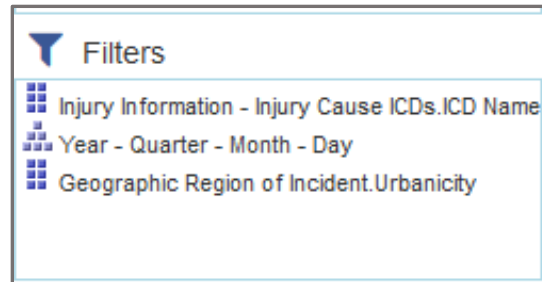 Filters
Injury Information - Injury Cause ICDs.ICD Name
Year - Quarter - Month - Day
Geographic Region of Incident.Urbanicity